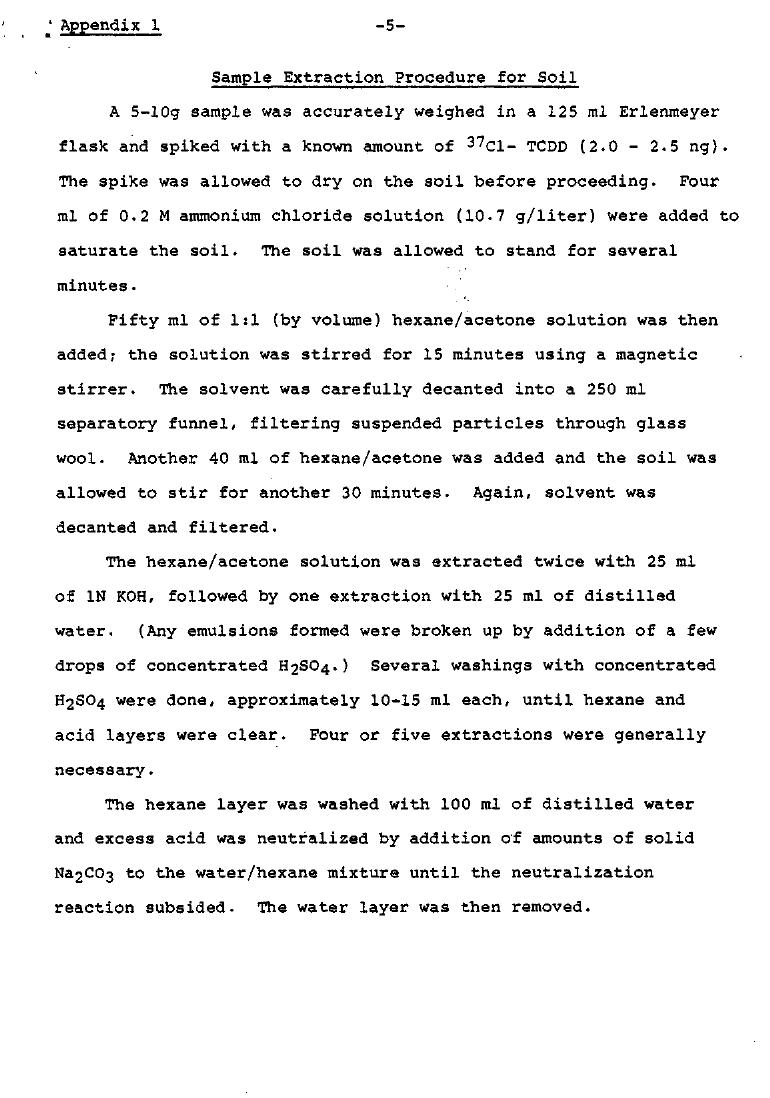 Appendix 1 -5-
Sample Extraction Procedure for Soil
A 5-10g sample was accurately weighed in a 125 ml Erlenmeyer
flask and spiked with a known amount of ³⁷Cl- TCDD (2.0 - 2.5 ng).
The spike was allowed to dry on the soil before proceeding. Four
ml of 0.2 M ammonium chloride solution (10.7 g/liter) were added to
saturate the soil. The soil was allowed to stand for several
minutes.
Fifty ml of 1:1 (by volume) hexane/acetone solution was then
added; the solution was stirred for 15 minutes using a magnetic
stirrer. The solvent was carefully decanted into a 250 ml
separatory funnel, filtering suspended particles through glass
wool. Another 40 ml of hexane/acetone was added and the soil was
allowed to stir for another 30 minutes. Again, solvent was
decanted and filtered.
The hexane/acetone solution was extracted twice with 25 ml
of 1N KOH, followed by one extraction with 25 ml of distilled
water. (Any emulsions formed were broken up by addition of a few
drops of concentrated H₂SO₄.) Several washings with concentrated
H₂SO₄ were done, approximately 10-15 ml each, until hexane and
acid layers were clear. Four or five extractions were generally
necessary.
The hexane layer was washed with 100 ml of distilled water
and excess acid was neutralized by addition of amounts of solid
Na₂CO₃ to the water/hexane mixture until the neutralization
reaction subsided. The water layer was then removed.